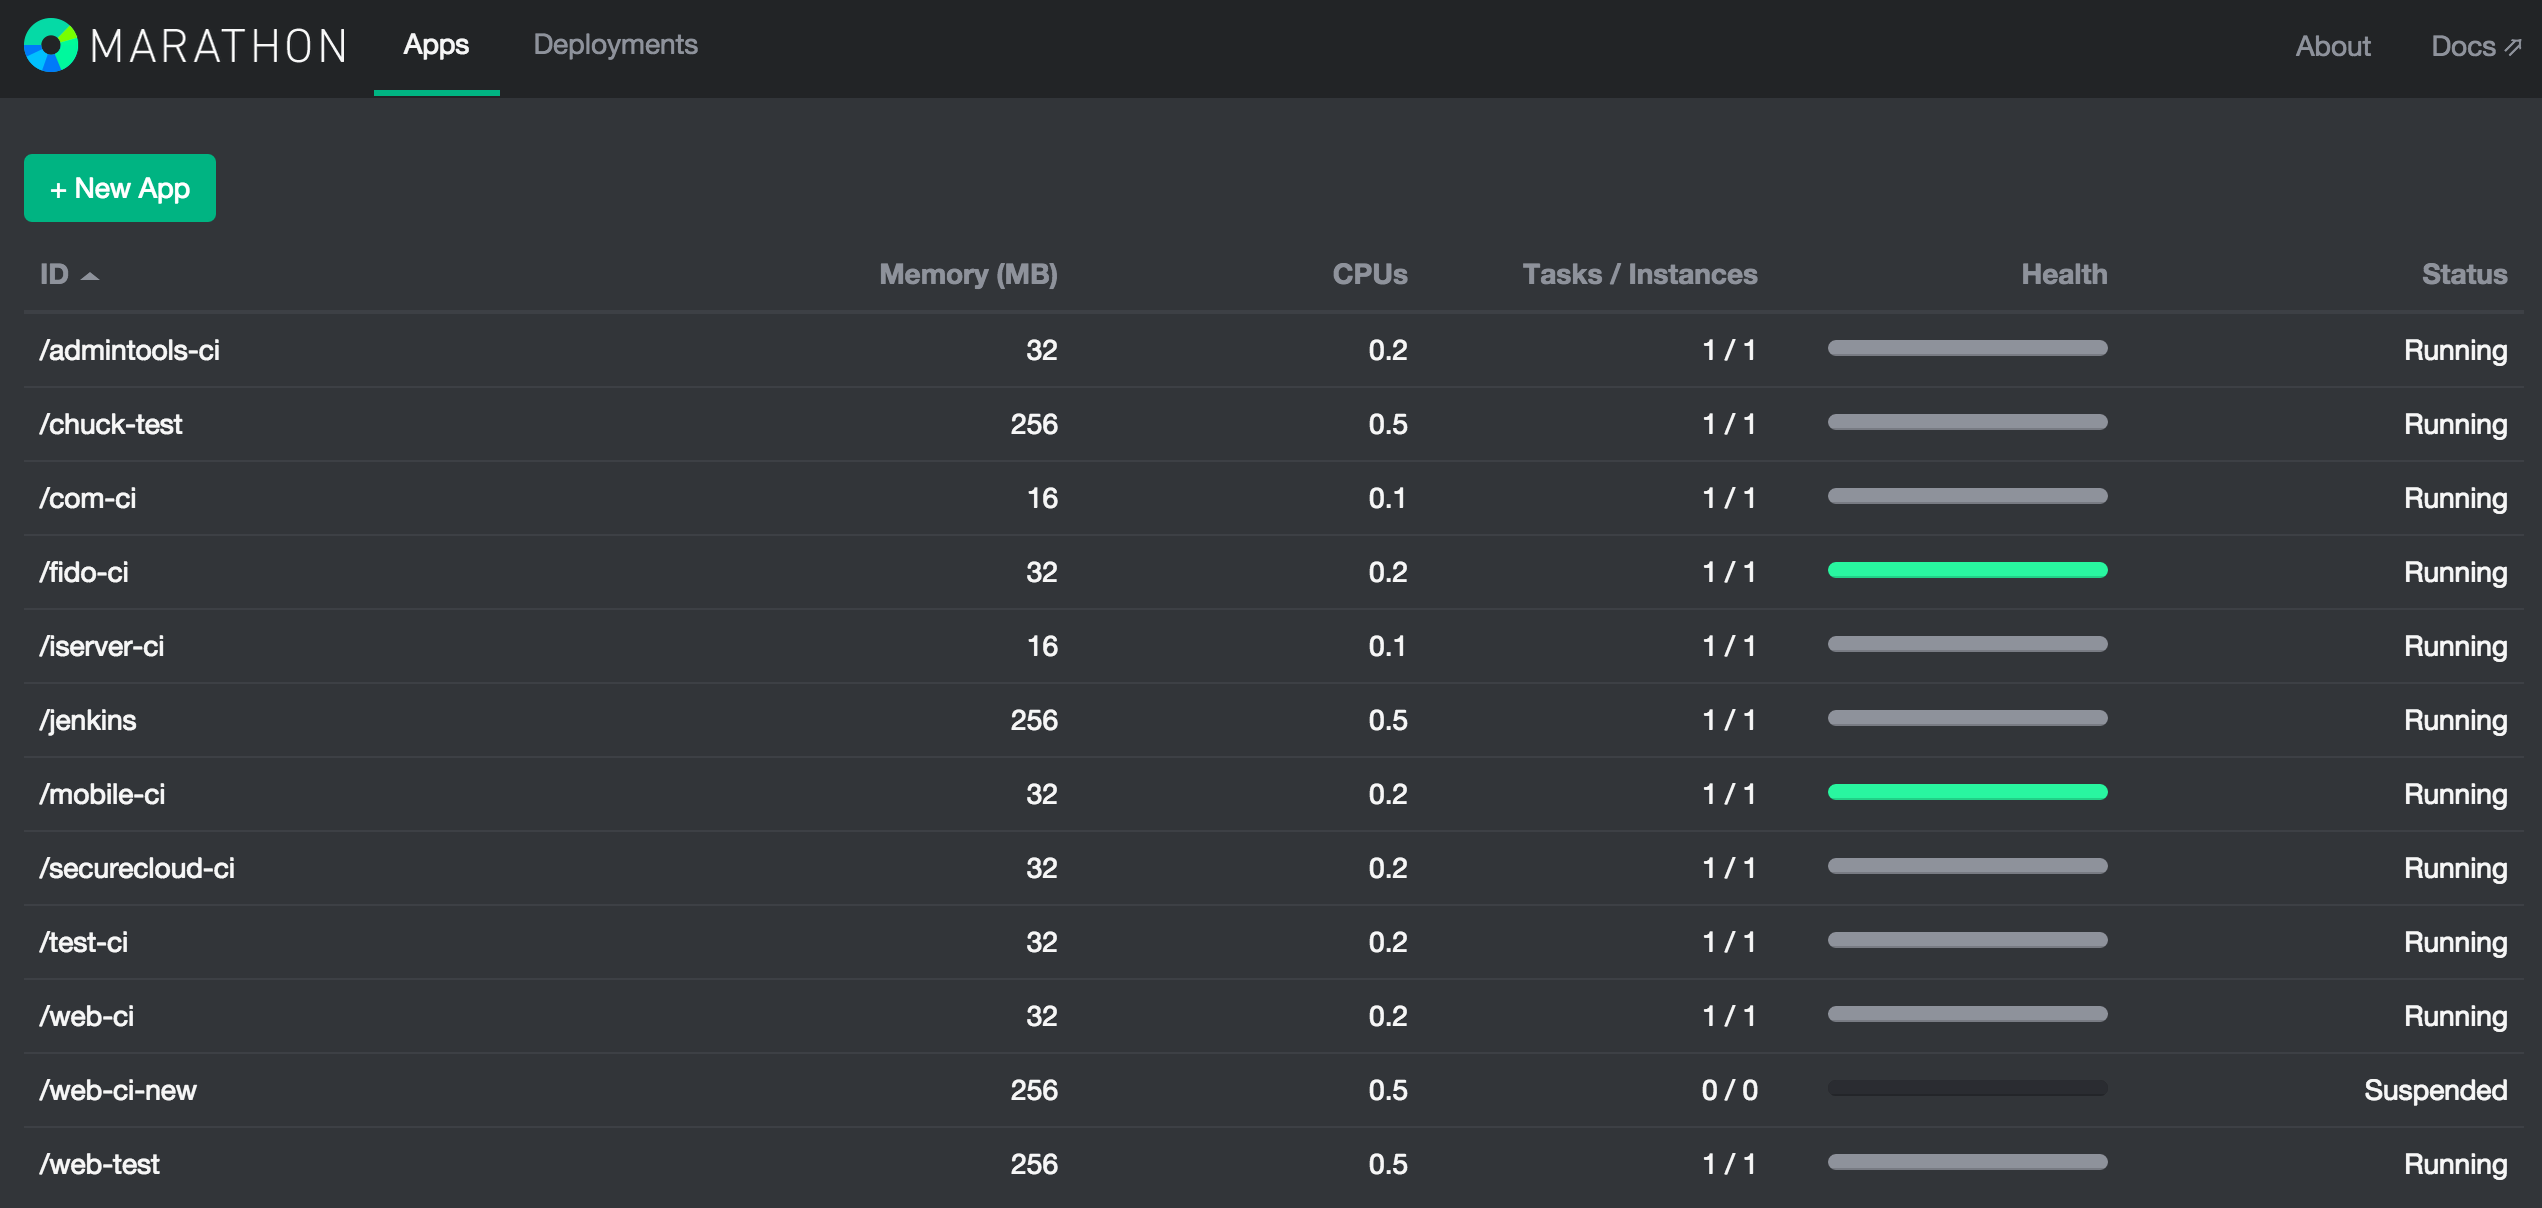 MARATHON Apps Deployments About Docs
+ New App
ID Memory (MB) CPUs Tasks / Instances Health Status
/admintools-ci 32 0.2 1 / 1 Running
/chuck-test 256 0.5 1 / 1 Running
/com-ci 16 0.1 1 / 1 Running
/fido-ci 32 0.2 1 / 1 Running
/iserver-ci 16 0.1 1 / 1 Running
/jenkins 256 0.5 1 / 1 Running
/mobile-ci 32 0.2 1 / 1 Running
/securecloud-ci 32 0.2 1 / 1 Running
/test-ci 32 0.2 1 / 1 Running
/web-ci 32 0.2 1 / 1 Running
/web-ci-new 256 0.5 0 / 0 Suspended
/web-test 256 0.5 1 / 1 Running